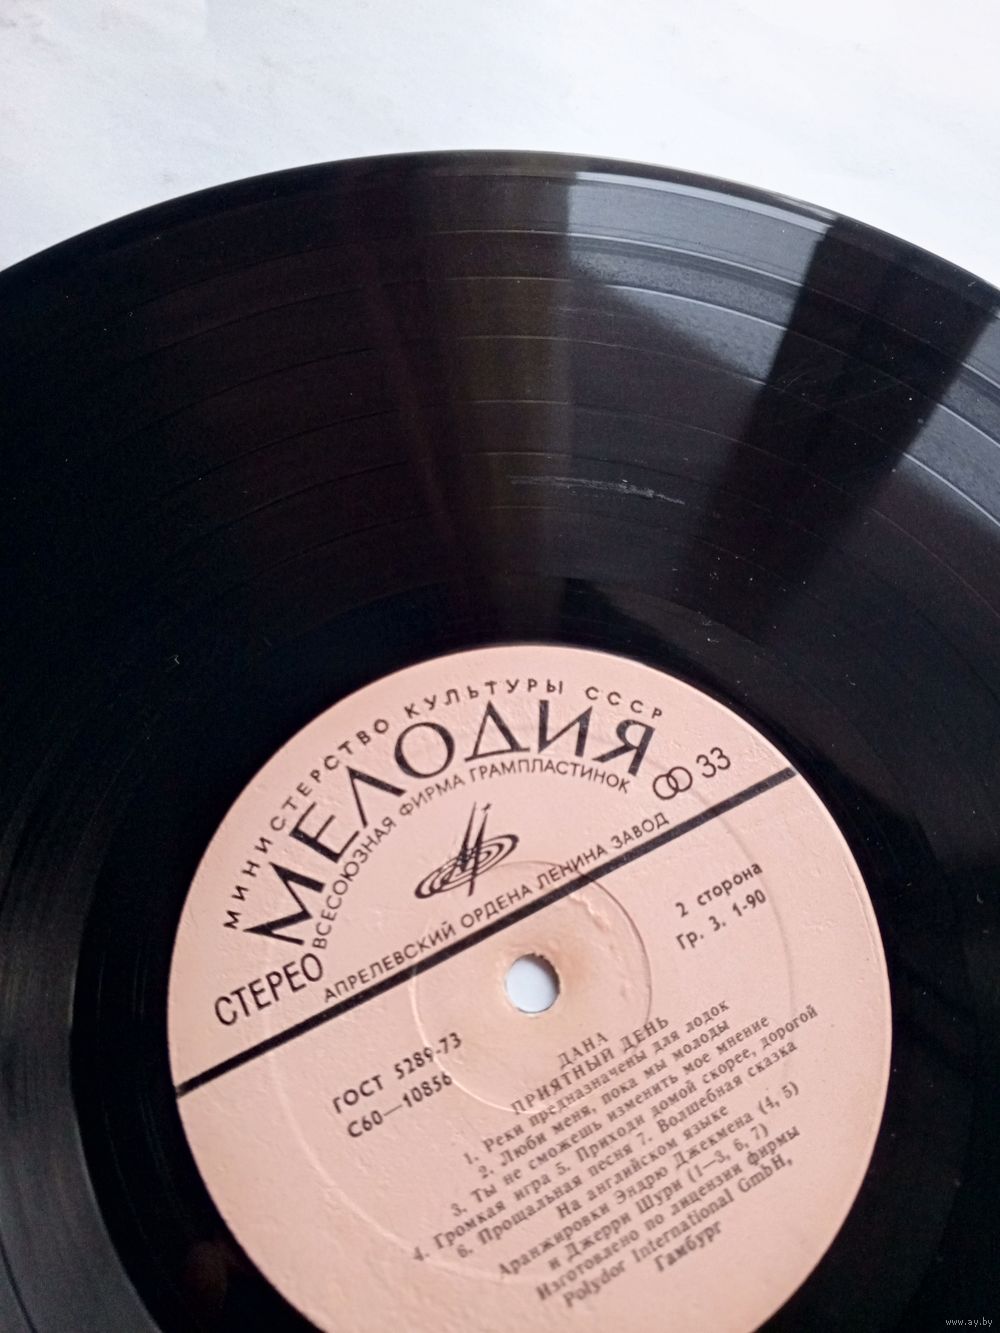 МИНИСТЕРСТВО КУЛЬТУРЫ СССР
МЕЛОДИЯ
ВСЕСОЮЗНАЯ ФИРМА ГРАМПЛАСТИНОК
33
СТЕРЕО
АПРЕЛЕВСКИЙ ОРДЕНА ЛЕНИНА ЗАВОД
2 сторона
Гр. 3. 1-90
ГОСТ 5289-73
С60—10856
ДАНА
ПРИЯТНЫЙ ДЕНЬ
1. Реки предназначены для лодок
2. Люби меня, пока мы молоды
3. Ты не сможешь изменить мое мнение
4. Громкая игра 5. Приходи домой скорее, дорогой
6. Прощальная песня 7. Волшебная сказка
На английском языке
Аранжировки Эндрю Джекмена (4, 5)
и Джерри Шури (1—3, 6, 7)
Изготовлено по лицензии фирмы
Polydor International GmbH,
Гамбург
www.ay.by